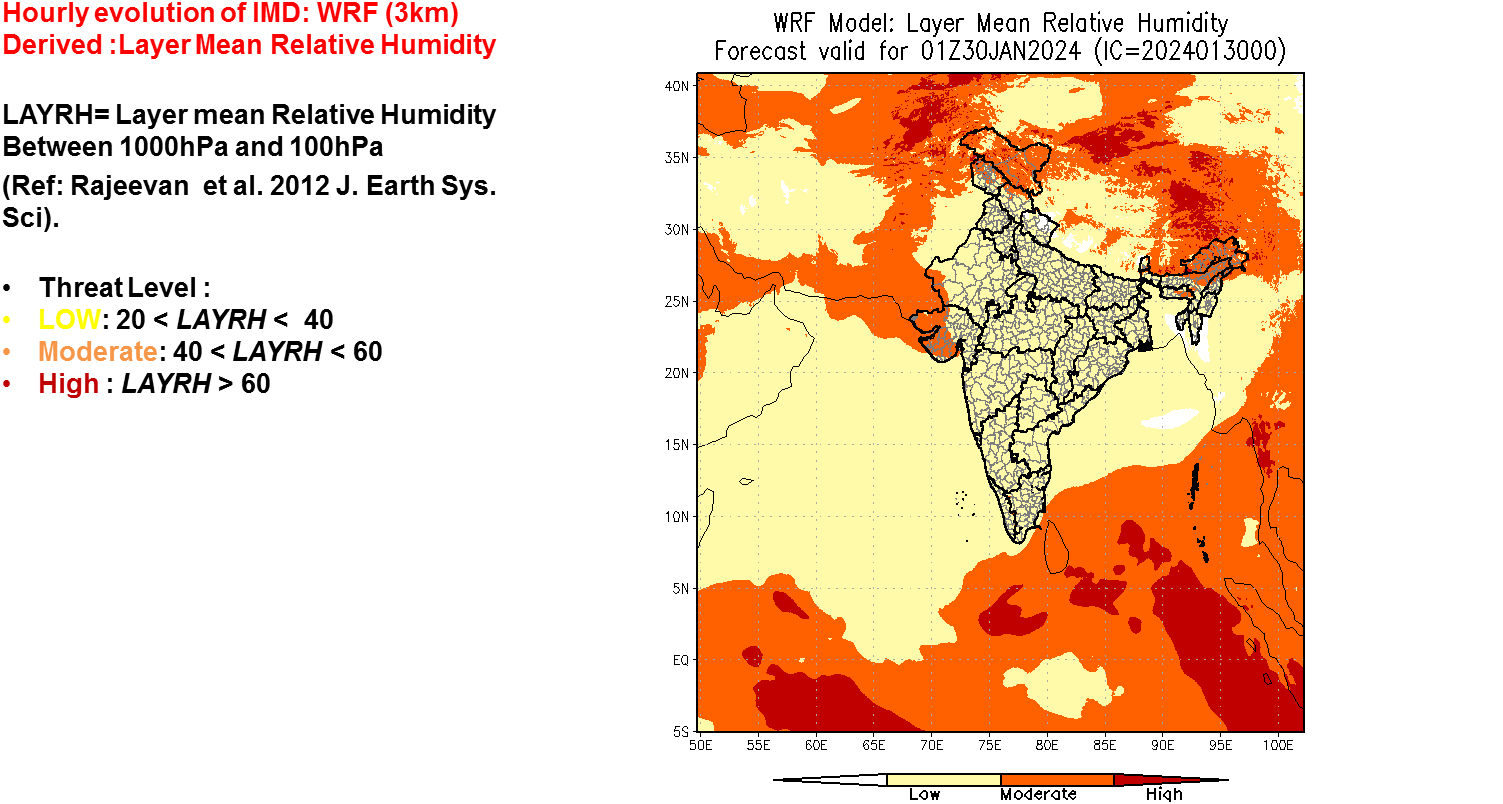 Hourly evolution of IMD: WRF (3km)
Derived :Layer Mean Relative Humidity
LAYRH= Layer mean Relative Humidity
Between 1000hPa and 100hPa
(Ref: Rajeevan et al. 2012 J. Earth Sys.
Sci).
• Threat Level :
• LOW: 20 < LAYRH < 40
• Moderate: 40 < LAYRH < 60
• High : LAYRH > 60
WRF Model: Layer Mean Relative Humidity
Forecast valid for 01Z30JAN2024 (IC=2024013000)
40N
35N
30N
25N
20N
15N
10N
5N
EQ
5S
50E 55E 60E 65E 70E 75E 80E 85E 90E 95E 100E
Low Moderate High